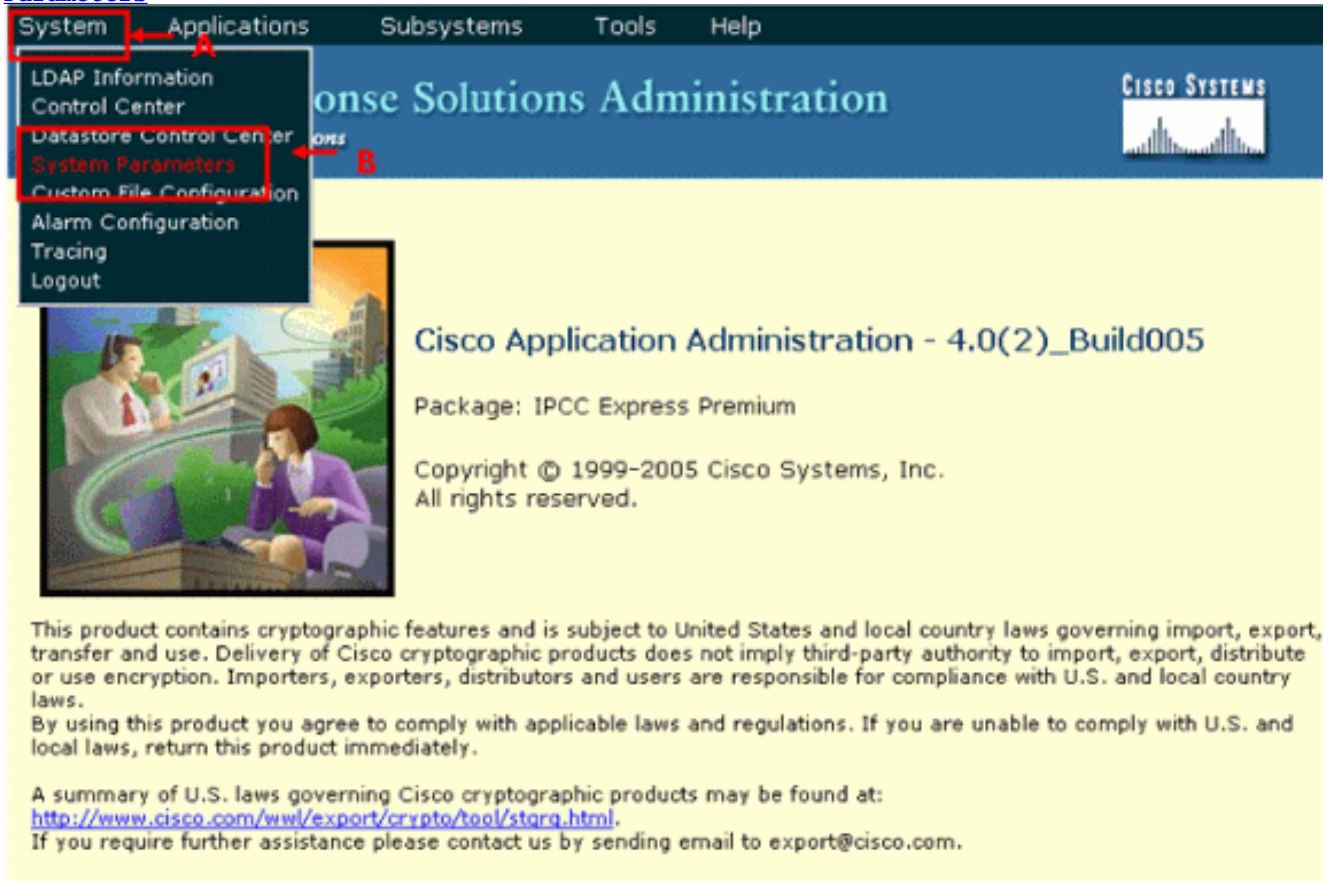 Parameters
System Applications Subsystems Tools Help
A
LDAP Information
Control Center
Datastore Control Center
System Parameters
Custom File Configuration
Alarm Configuration
Tracing
Logout
B
onse Solutions Administration
ons
CISCO SYSTEMS
Cisco Application Administration - 4.0(2)_Build005
Package: IPCC Express Premium
Copyright © 1999-2005 Cisco Systems, Inc.
All rights reserved.
This product contains cryptographic features and is subject to United States and local country laws governing import, export,
transfer and use. Delivery of Cisco cryptographic products does not imply third-party authority to import, export, distribute
or use encryption. Importers, exporters, distributors and users are responsible for compliance with U.S. and local country
laws.
By using this product you agree to comply with applicable laws and regulations. If you are unable to comply with U.S. and
local laws, return this product immediately.
A summary of U.S. laws governing Cisco cryptographic products may be found at:
http://www.cisco.com/wwl/export/crypto/tool/stqrg.html.
If you require further assistance please contact us by sending email to export@cisco.com.